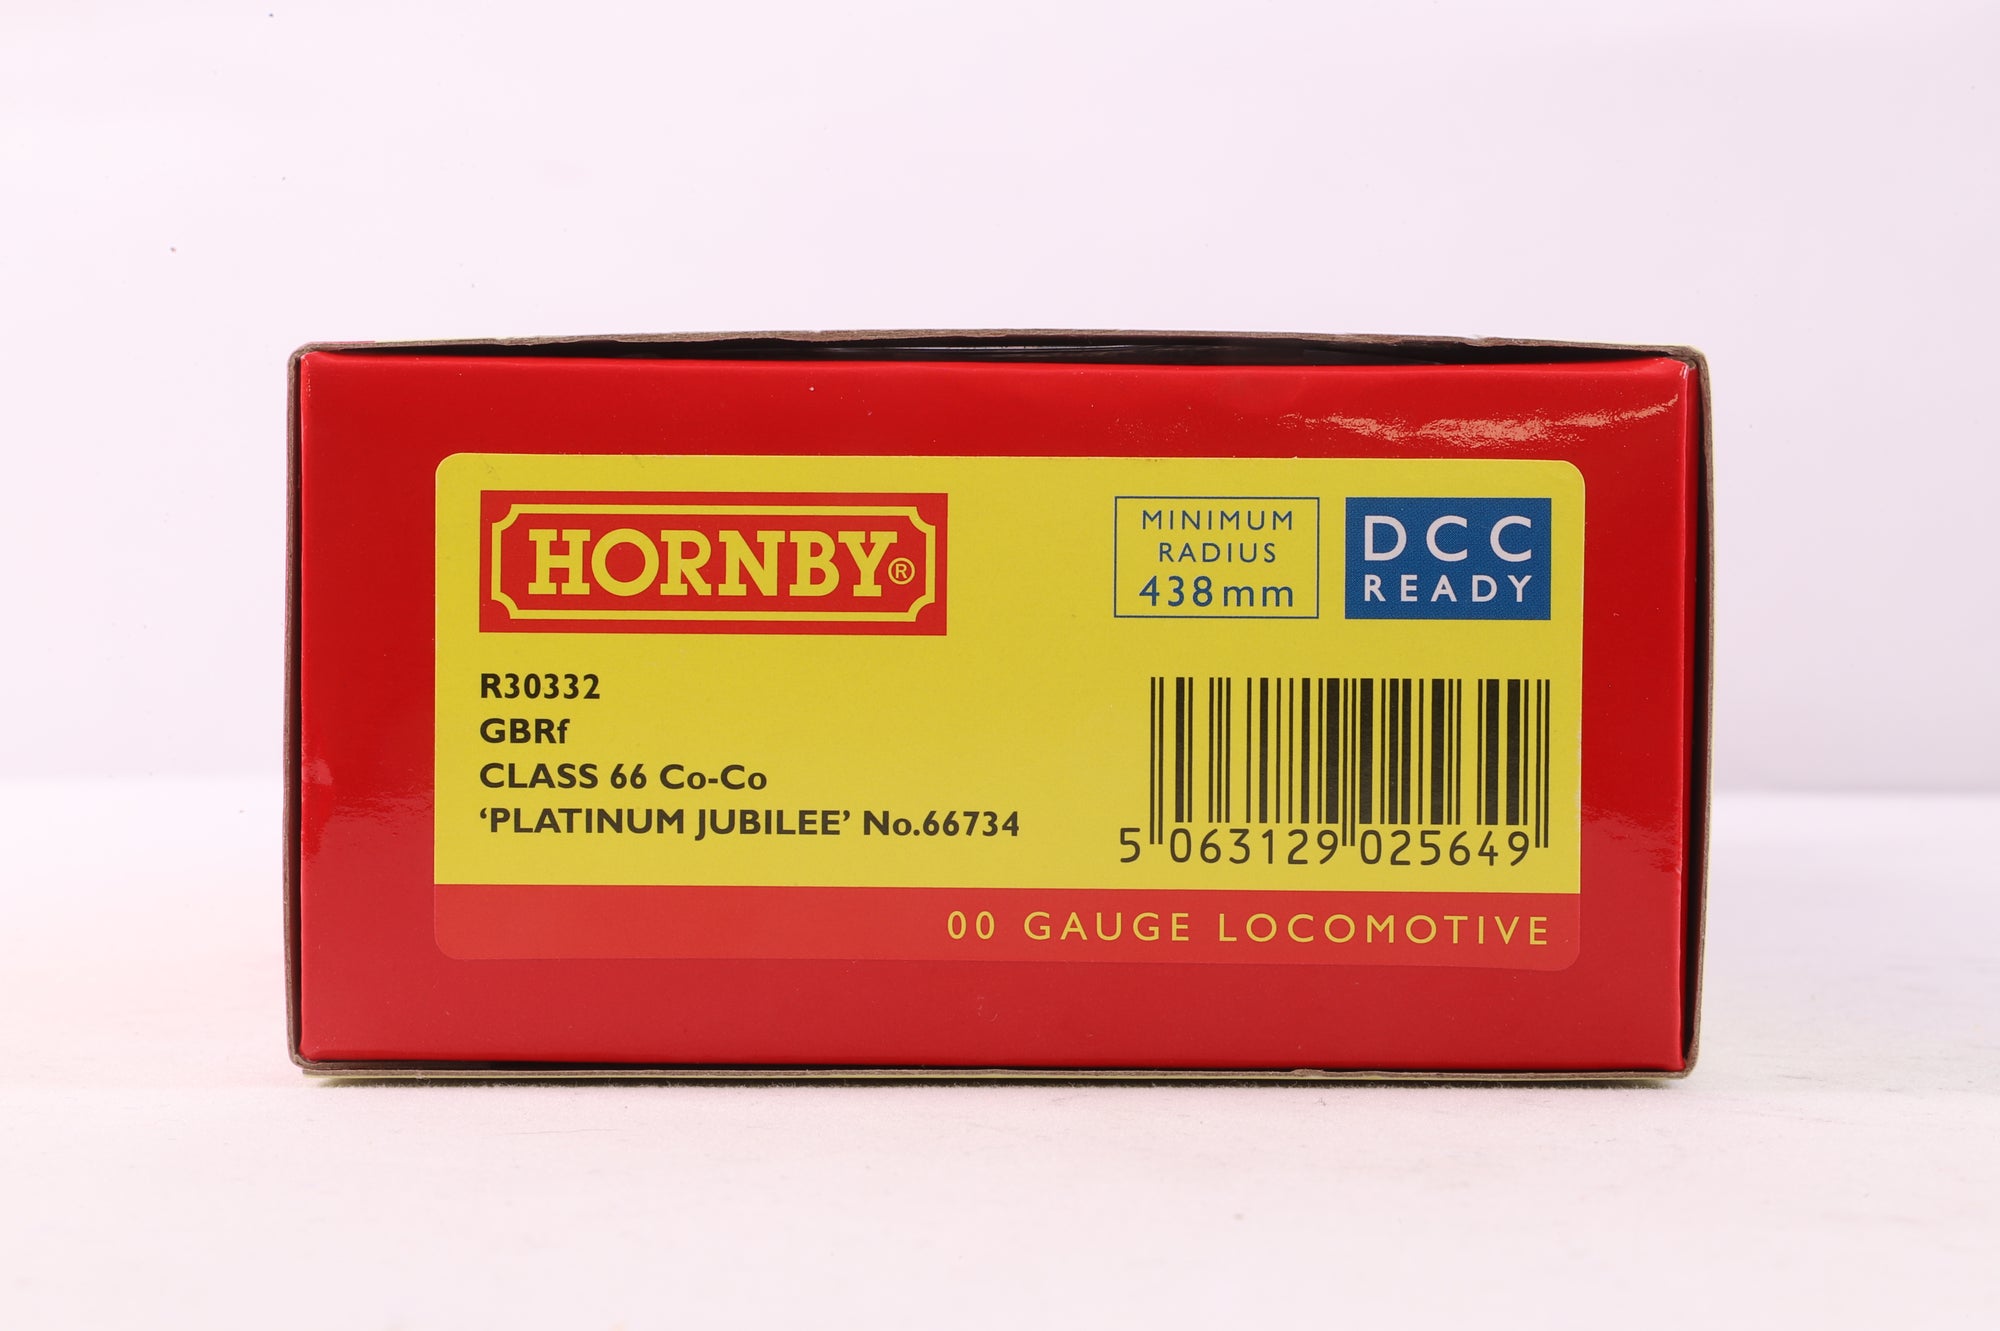 HORNBY®
MINIMUM
RADIUS
438mm
DCC
READY
R30332
GBRf
CLASS 66 Co-Co
‘PLATINUM JUBILEE’ No.66734
5 063129 025649
00 GAUGE LOCOMOTIVE